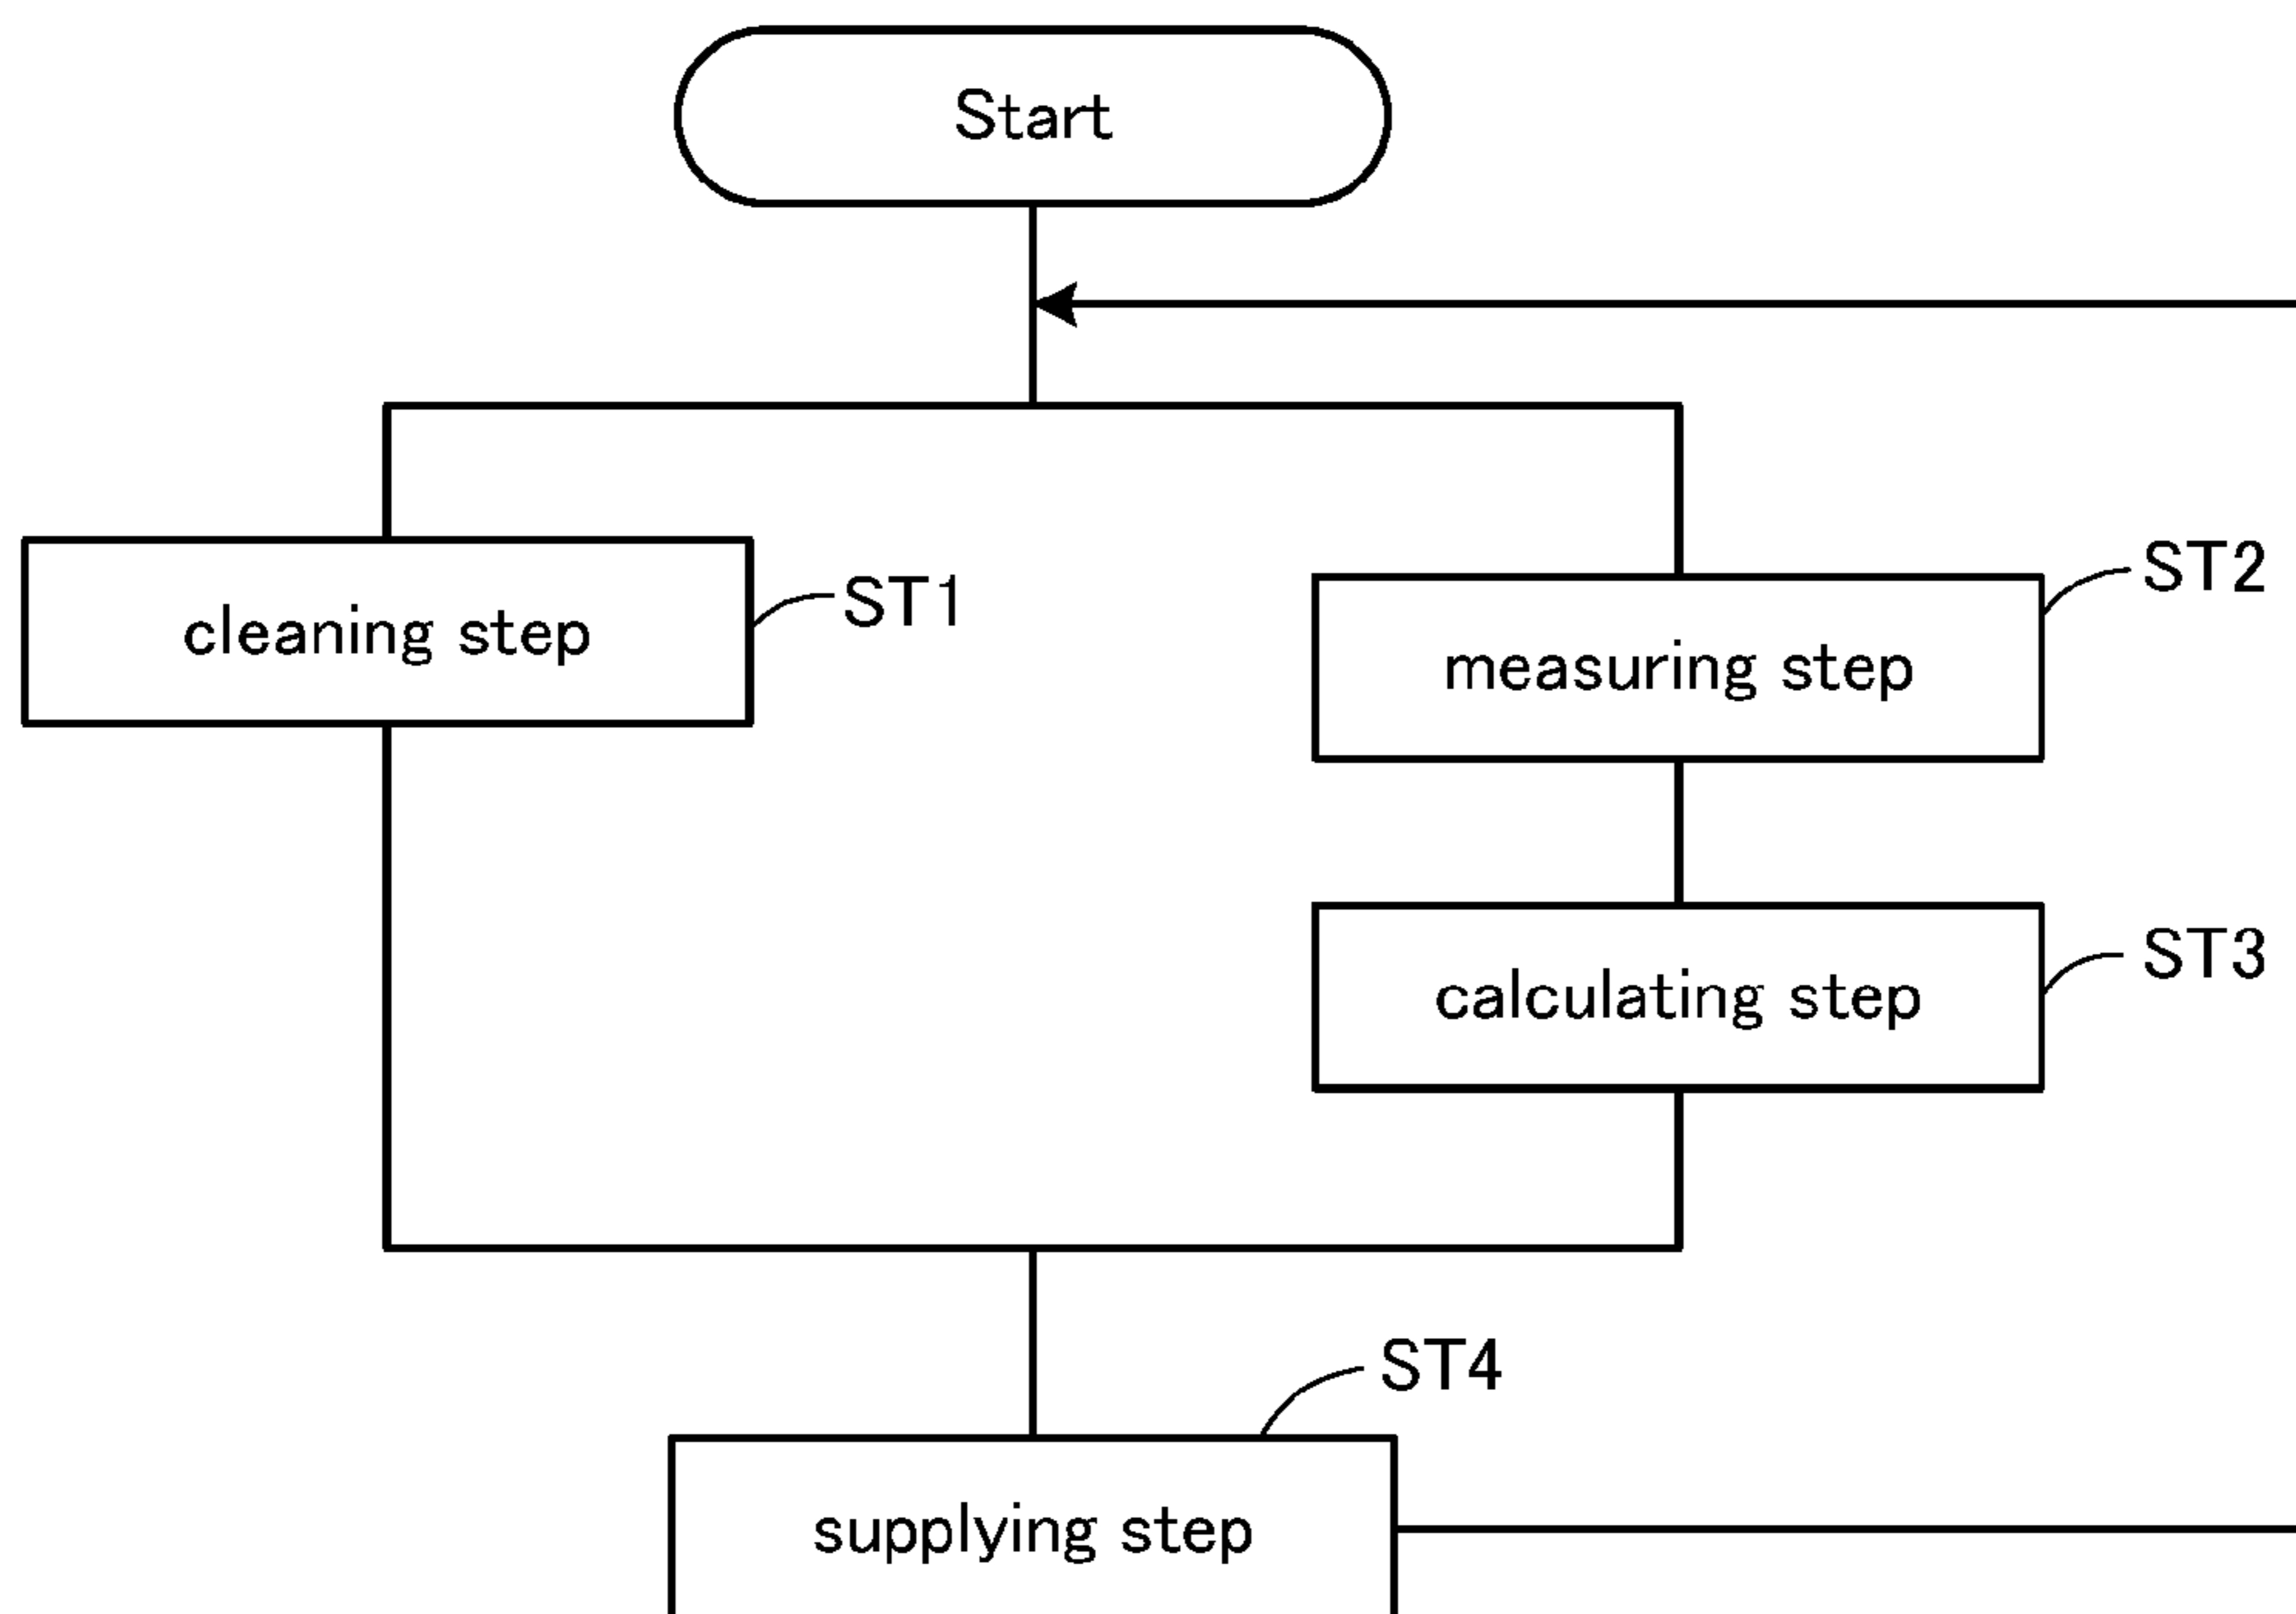 Start
cleaning step
ST1
measuring step
ST2
calculating step
ST3
ST4
supplying step